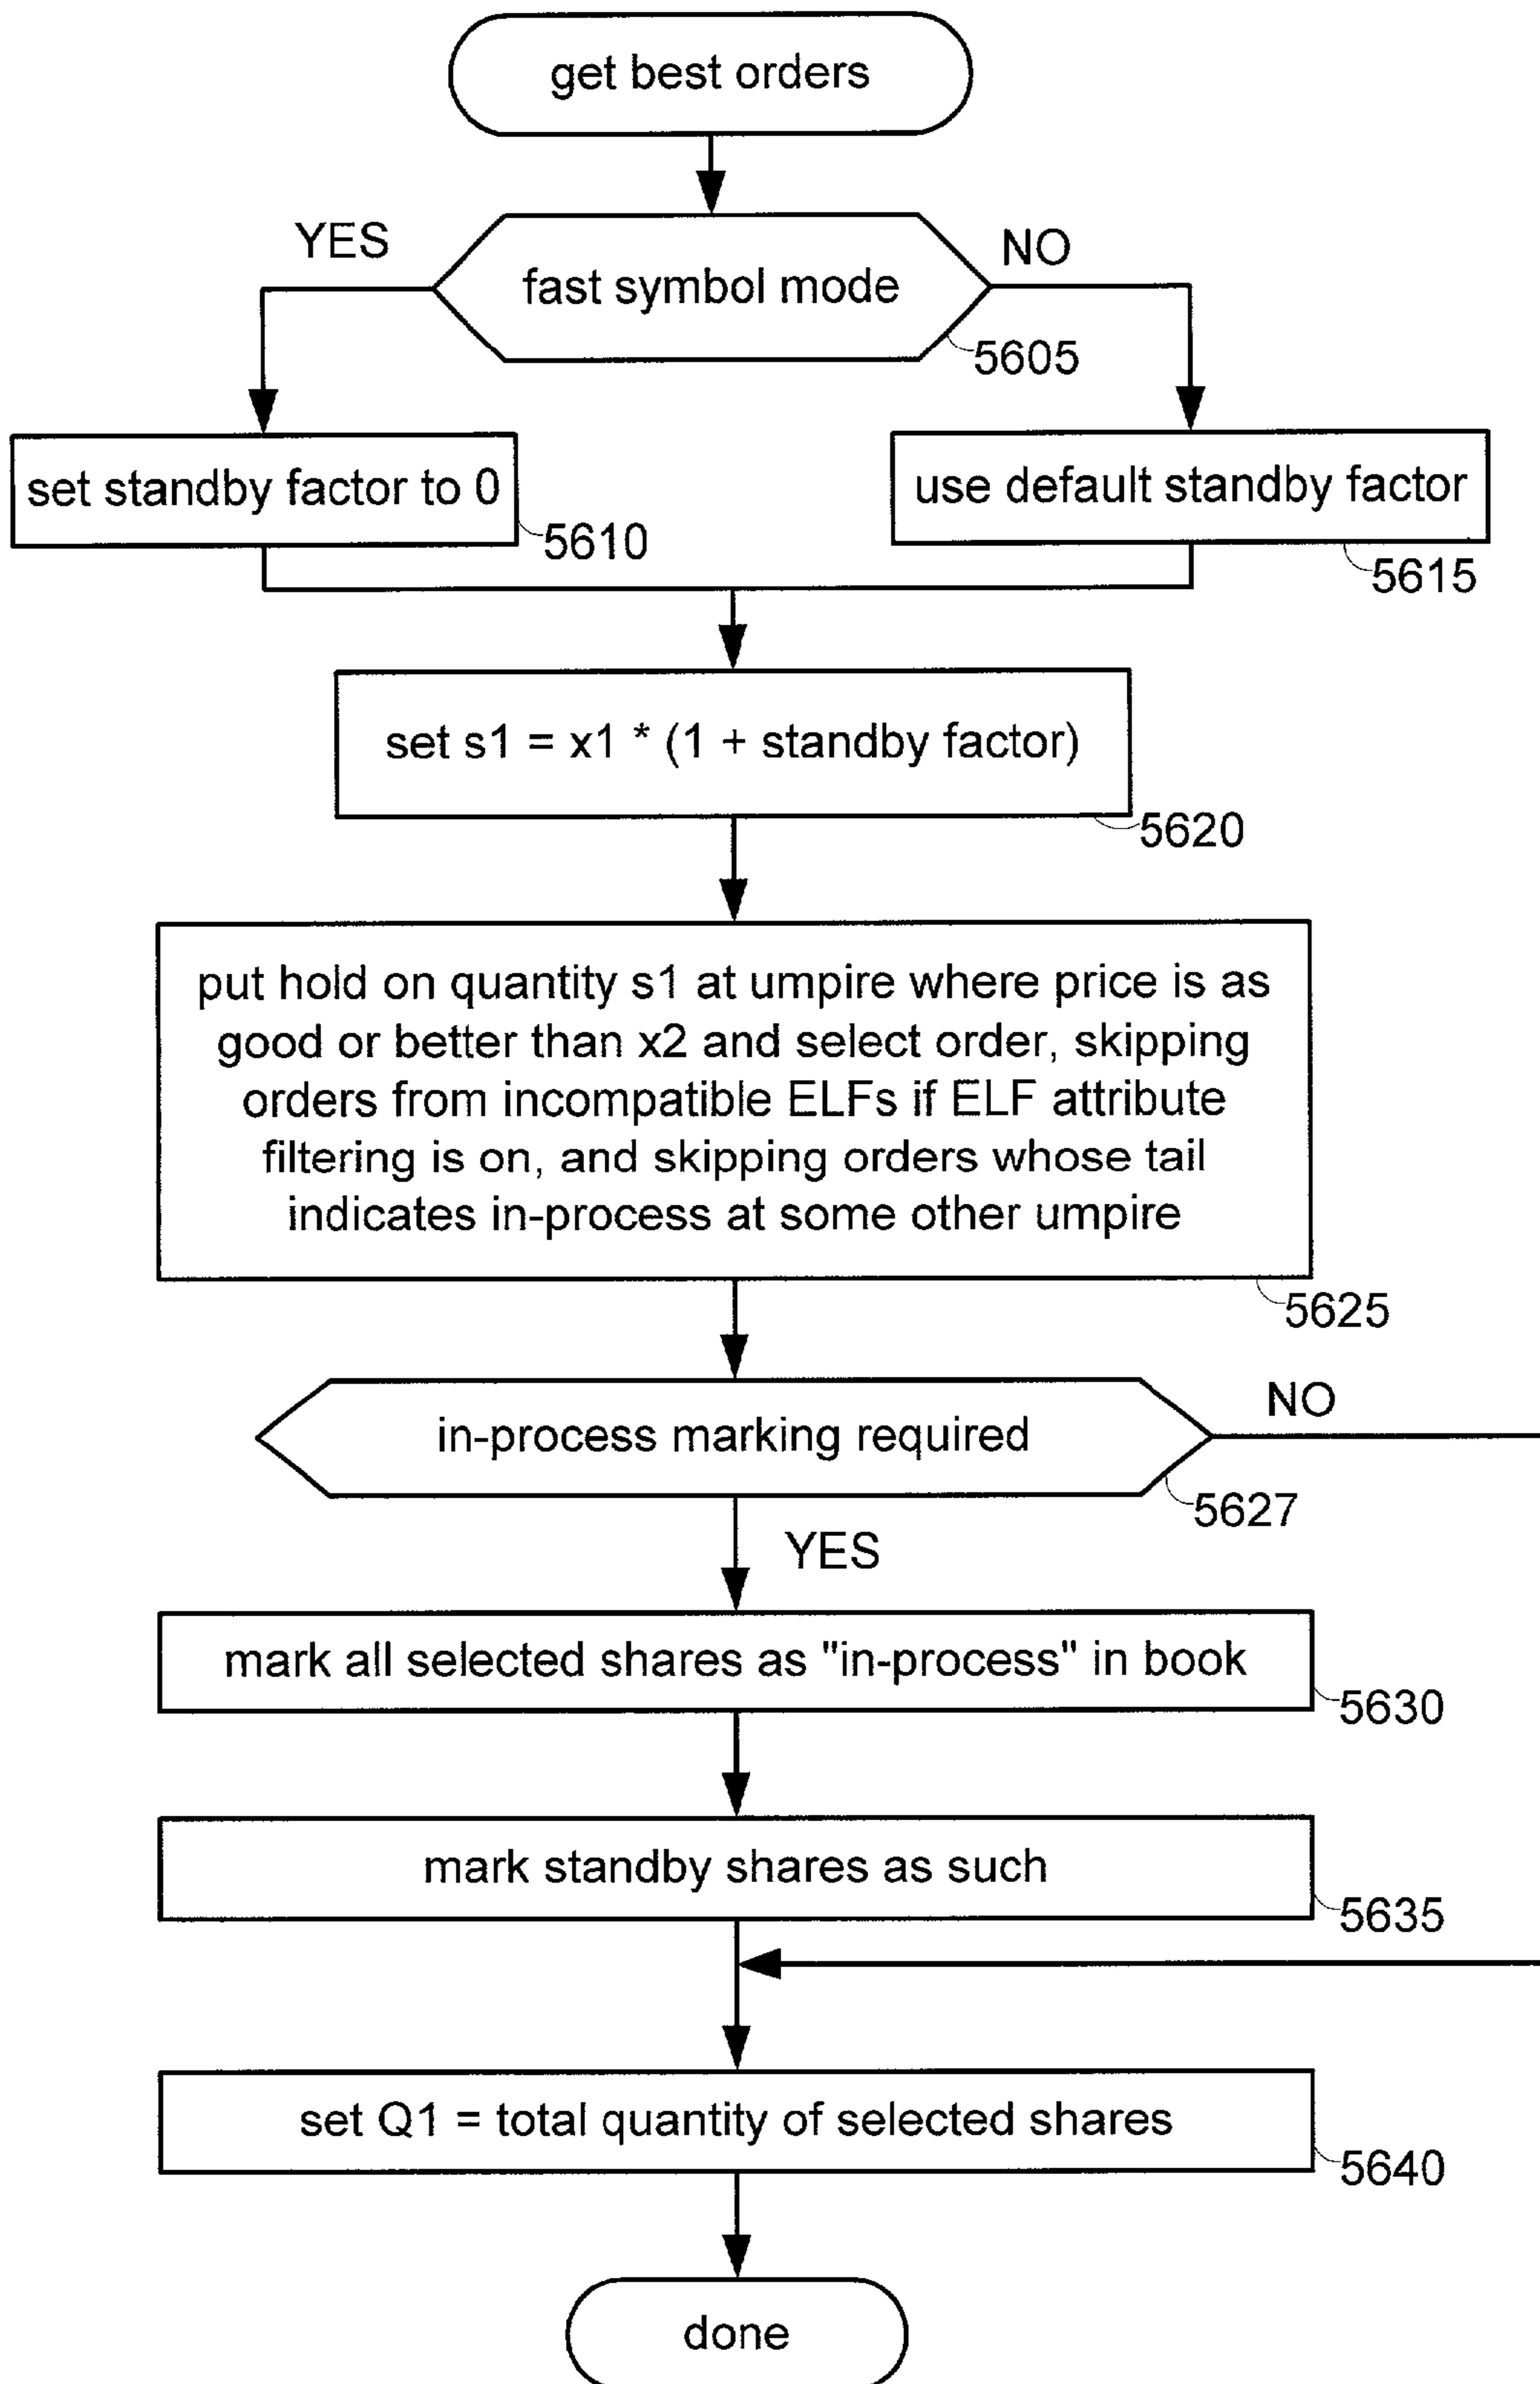 get best orders
YES
NO
fast symbol mode
5605
set standby factor to 0
use default standby factor
5610
5615
set s1 = x1 * (1 + standby factor)
5620
put hold on quantity s1 at umpire where price is as
good or better than x2 and select order, skipping
orders from incompatible ELFs if ELF attribute
filtering is on, and skipping orders whose tail
indicates in-process at some other umpire
5625
NO
in-process marking required
5627
YES
mark all selected shares as "in-process" in book
5630
mark standby shares as such
5635
set Q1 = total quantity of selected shares
5640
done